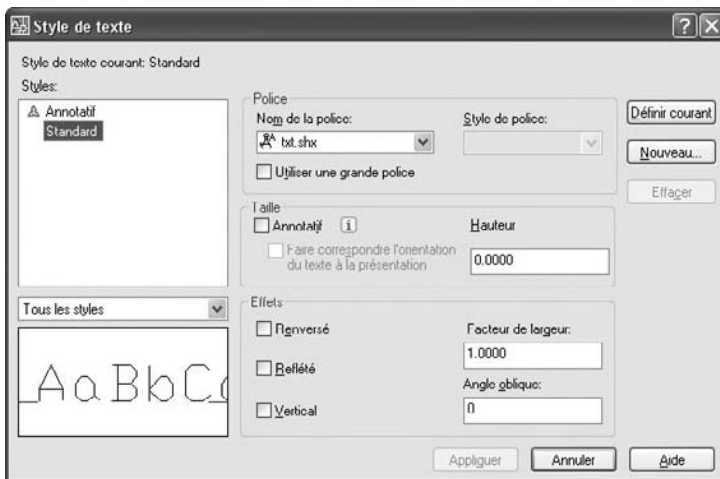 Style de texte
Style de texte courant: Standard
Styles:
Annotatif
Standard
Tous les styles
AaBbC
Police
Nom de la police:
txt.shx
Style de police:
Utiliser une grande police
Taille
Annotatif
Faire correspondre l'orientation
du texte à la présentation
Hauteur
0.0000
Effets
Renversé
Reflété
Vertical
Facteur de largeur:
1.0000
Angle oblique:
0
Définir courant
Nouveau...
Effacer
Appliquer
Annuler
Aide